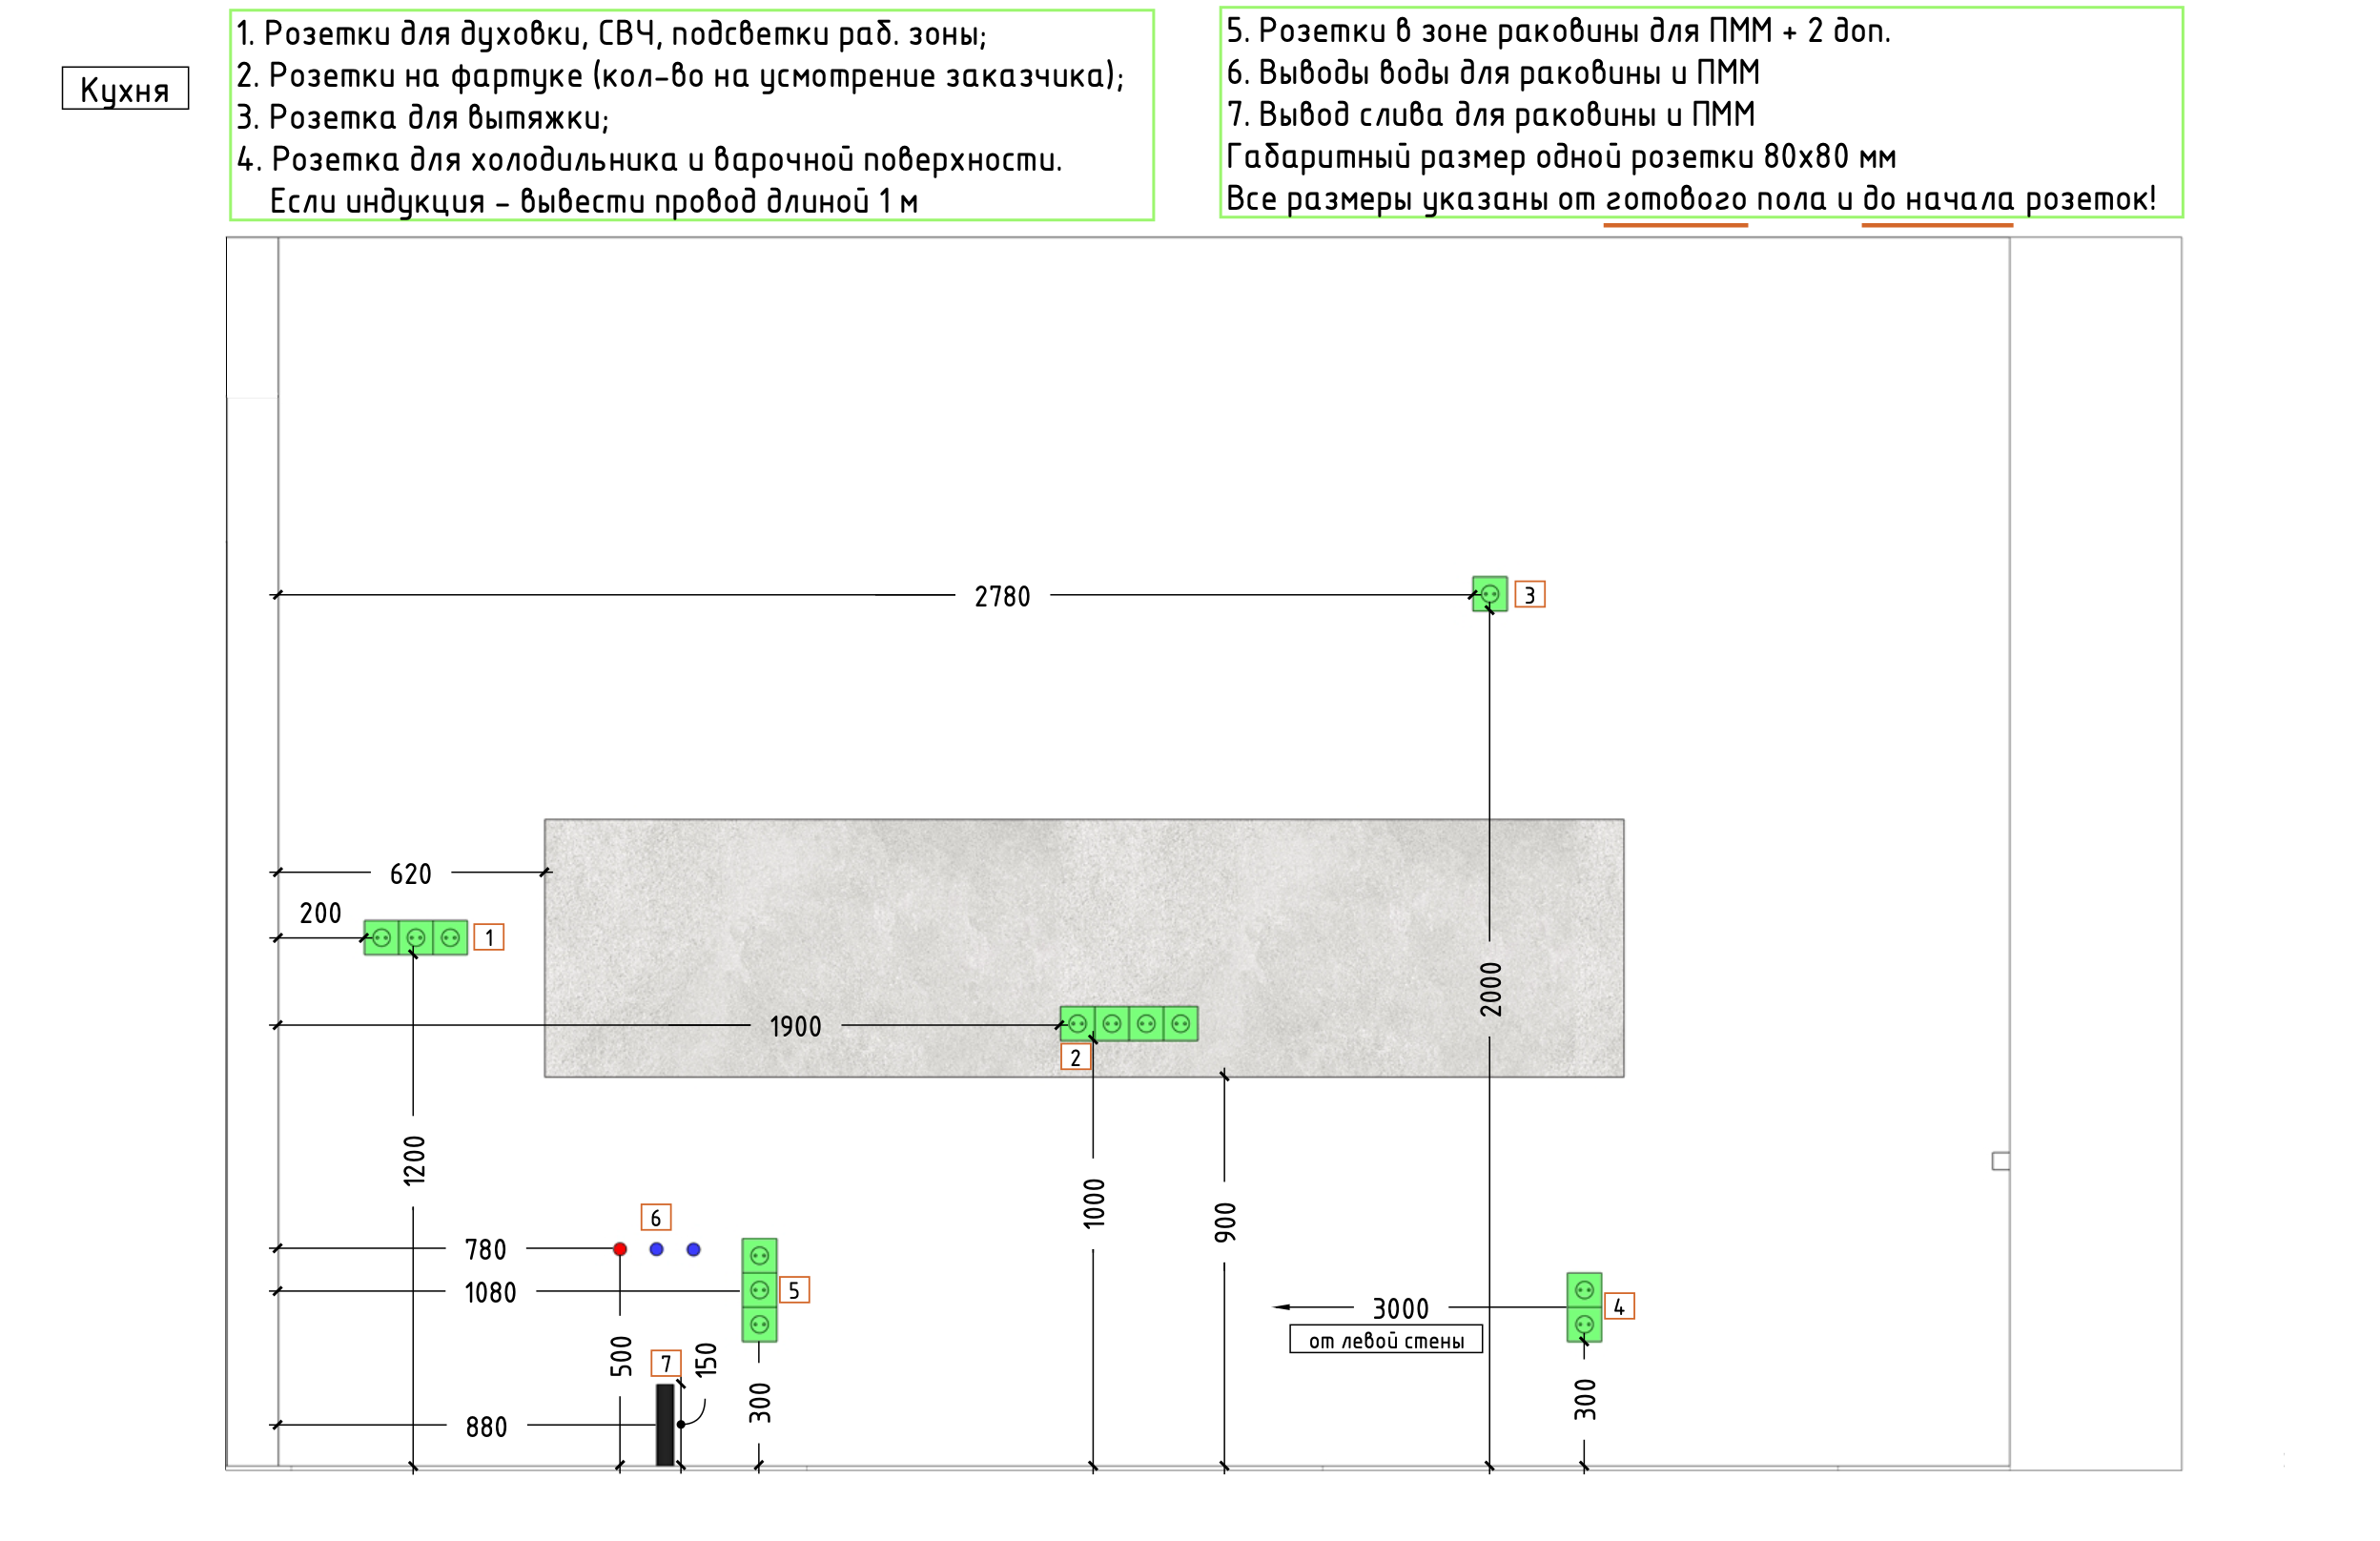 Кухня
1. Розетки для духовки, СВЧ, подсветки раб. зоны;
2. Розетки на фартуке (кол-во на усмотрение заказчика);
3. Розетка для вытяжки;
4. Розетка для холодильника и варочной поверхности.
Если индукция - вывести провод длиной 1 м
5. Розетки в зоне раковины для ПММ + 2 доп.
6. Выводы воды для раковины и ПММ
7. Вывод слива для раковины и ПММ
Габаритный размер одной розетки 80х80 мм
Все размеры указаны от готового пола и до начала розеток!
2780
3
620
200
1
2000
1900
2
1200
1000
900
6
780
1080
5
3000
4
от левой стены
500
7
150
300
300
880